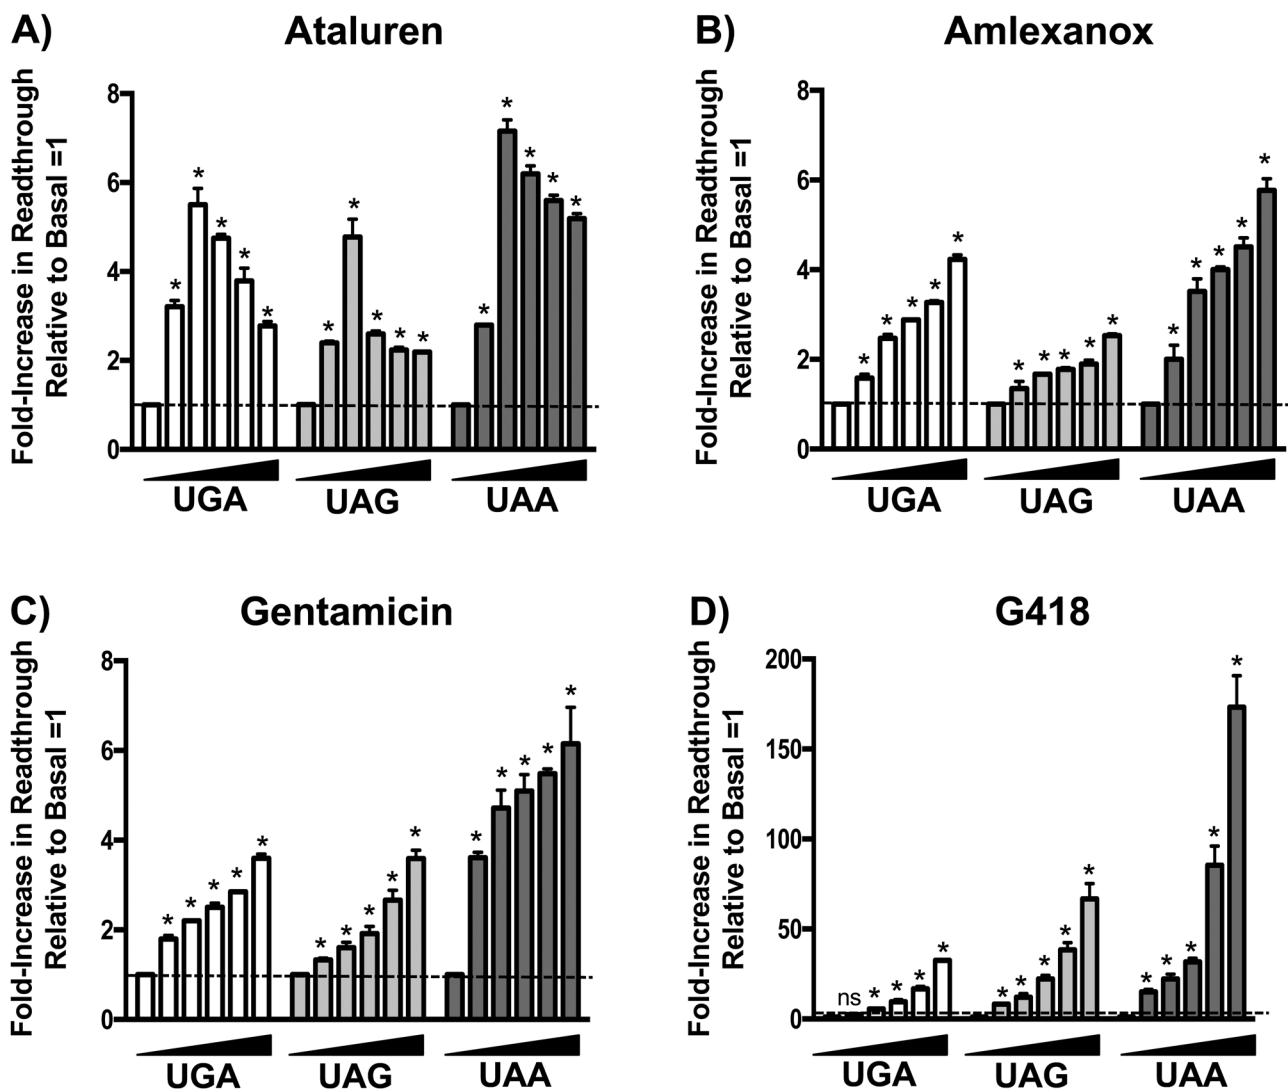 A) Ataluren
Fold-Increase in Readthrough
Relative to Basal =1
8
6
4
2
0
* * * * *
* * * * *
* * * * *
UGA UAG UAA
B) Amlexanox
Fold-Increase in Readthrough
Relative to Basal =1
8
6
4
2
0
* * * * *
* * * * *
* * * * *
UGA UAG UAA
C) Gentamicin
Fold-Increase in Readthrough
Relative to Basal =1
8
6
4
2
0
* * * * *
* * * * *
* * * * *
UGA UAG UAA
D) G418
Fold-Increase in Readthrough
Relative to Basal =1
200
150
100
50
0
ns * * * *
* * * * *
* * * * *
UGA UAG UAA